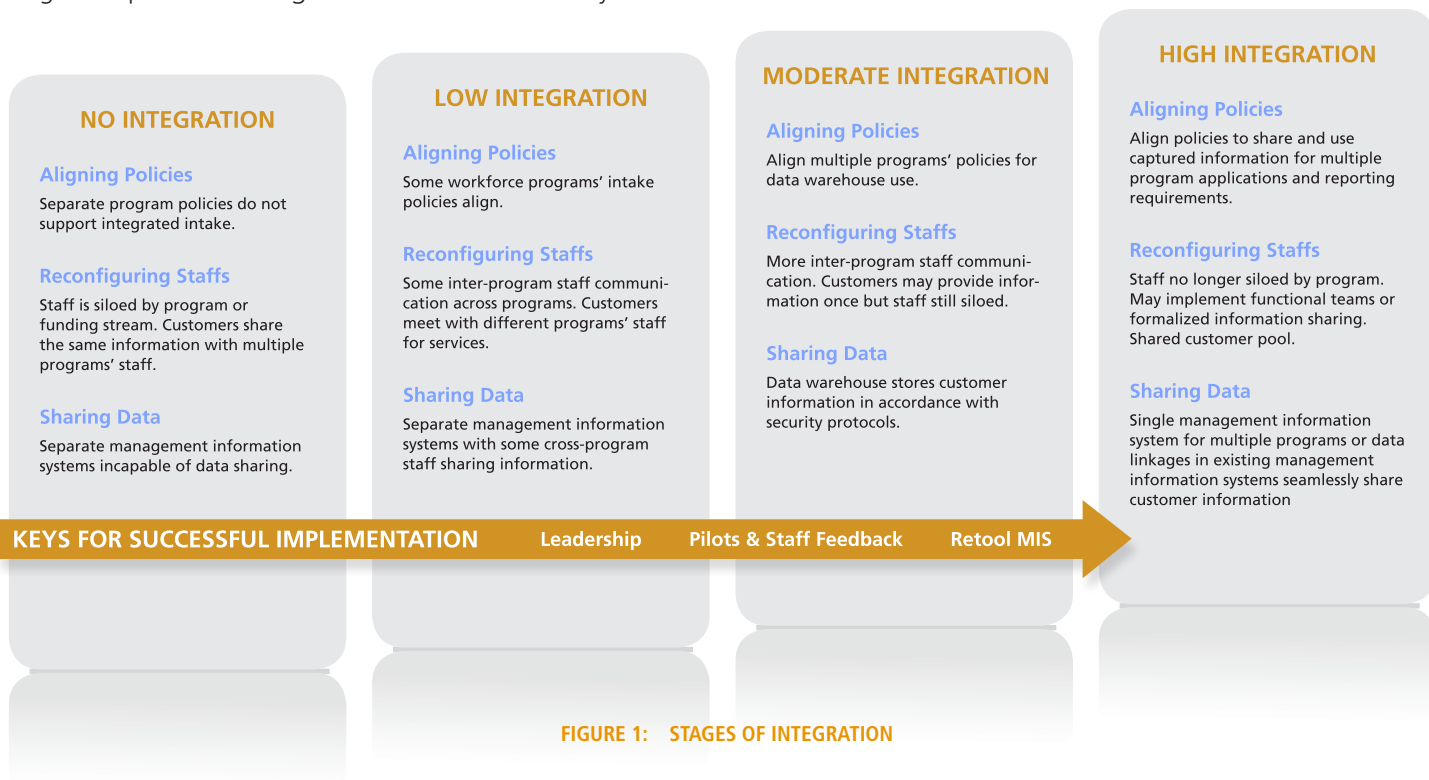 NO INTEGRATION
Aligning Policies
Separate program policies do not
support integrated intake.
Reconfiguring Staffs
Staff is siloed by program or
funding stream. Customers share
the same information with multiple
programs’ staff.
Sharing Data
Separate management information
systems incapable of data sharing.
LOW INTEGRATION
Aligning Policies
Some workforce programs’ intake
policies align.
Reconfiguring Staffs
Some inter-program staff communi-
cation across programs. Customers
meet with different programs’ staff
for services.
Sharing Data
Separate management information
systems with some cross-program
staff sharing information.
MODERATE INTEGRATION
Aligning Policies
Align multiple programs’ policies for
data warehouse use.
Reconfiguring Staffs
More inter-program staff communi-
cation. Customers may provide infor-
mation once but staff still siloed.
Sharing Data
Data warehouse stores customer
information in accordance with
security protocols.
HIGH INTEGRATION
Aligning Policies
Align policies to share and use
captured information for multiple
program applications and reporting
requirements.
Reconfiguring Staffs
Staff no longer siloed by program.
May implement functional teams or
formalized information sharing.
Shared customer pool.
Sharing Data
Single management information
system for multiple programs or data
linkages in existing management
information systems seamlessly share
customer information
KEYS FOR SUCCESSFUL IMPLEMENTATION Leadership Pilots & Staff Feedback Retool MIS
FIGURE 1: STAGES OF INTEGRATION